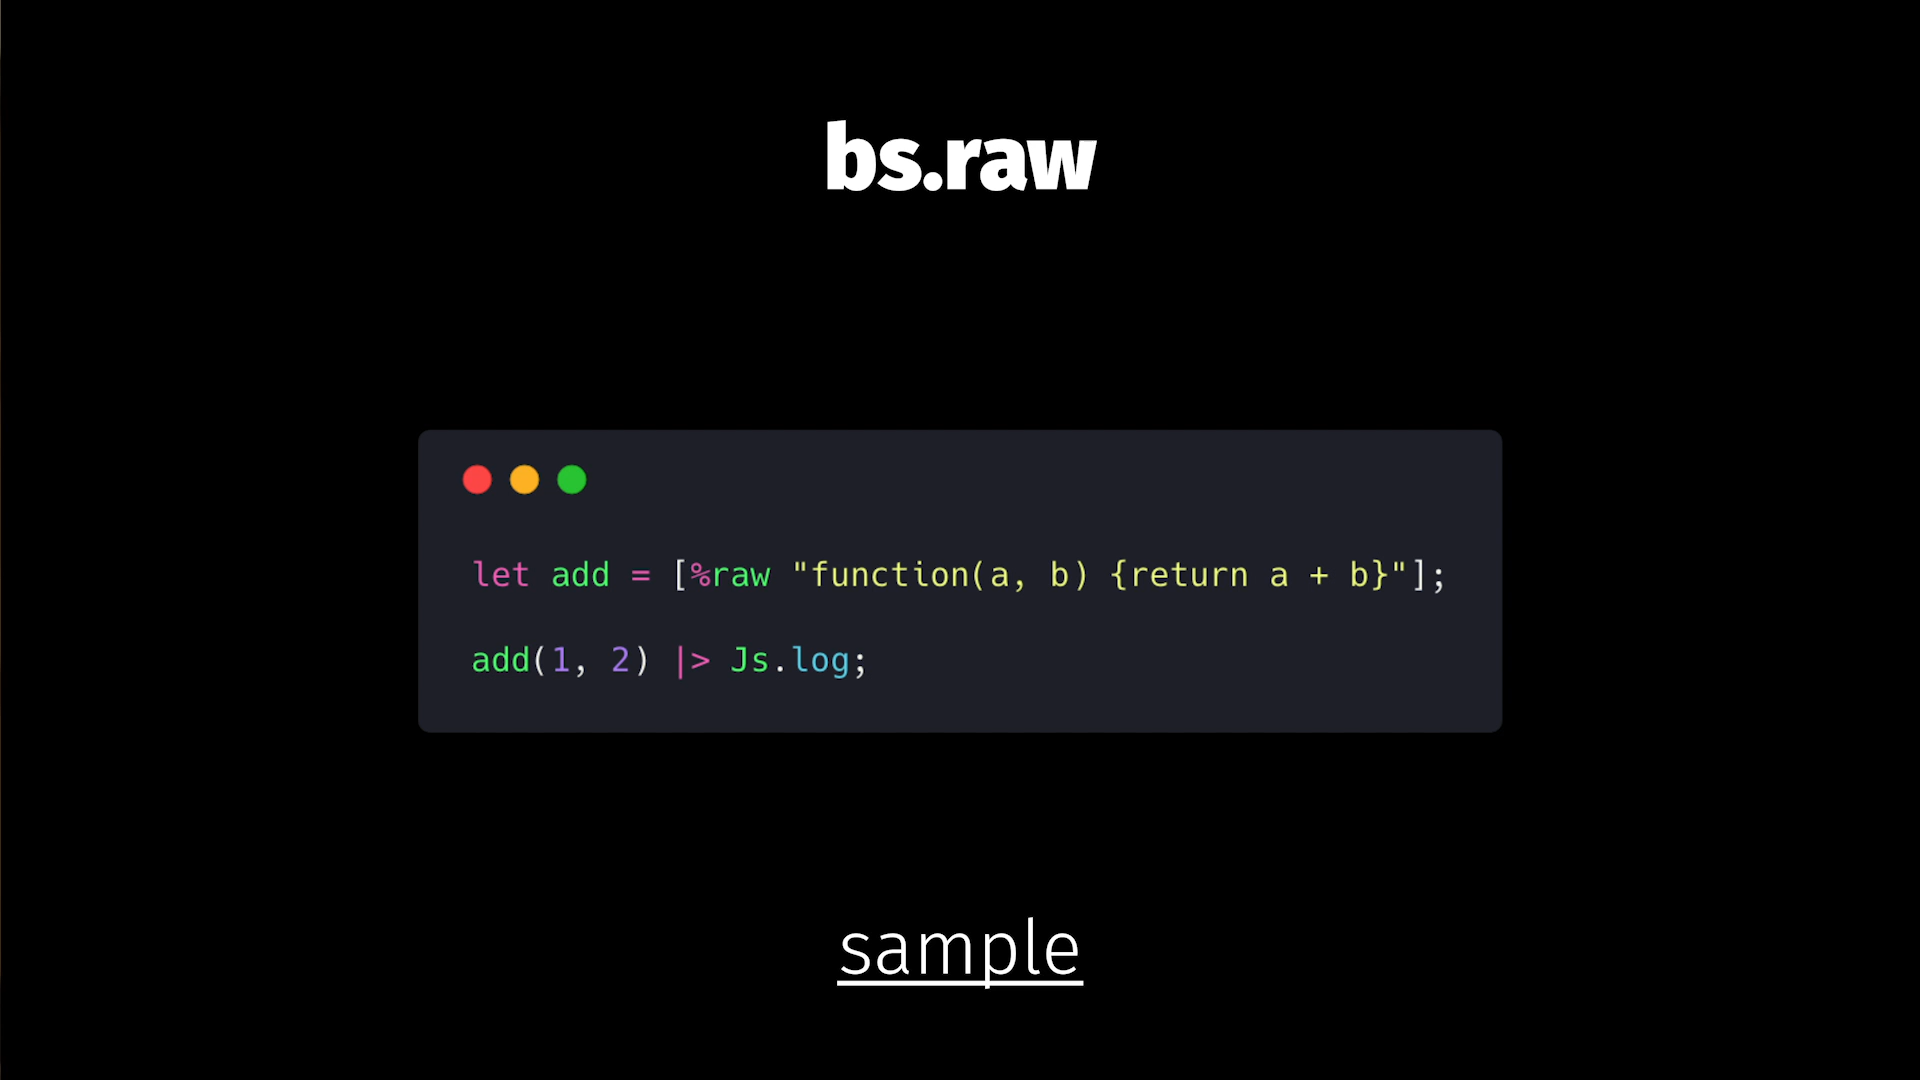 bs.raw
let add = [%raw "function(a, b) {return a + b}"];
add(1, 2) |> Js.log;
sample